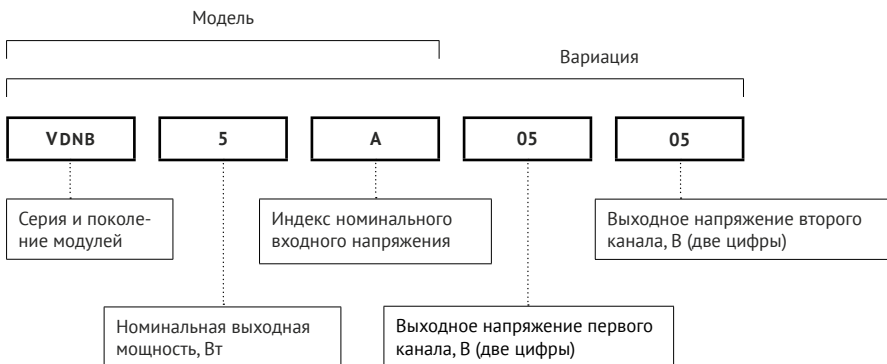 Модель
Вариация
VDNB
5
A
05
05
Серия и поколе-
ние модулей
Индекс номинального
входного напряжения
Выходное напряжение второго
канала, В (две цифры)
Номинальная выходная
мощность, Вт
Выходное напряжение первого
канала, В (две цифры)